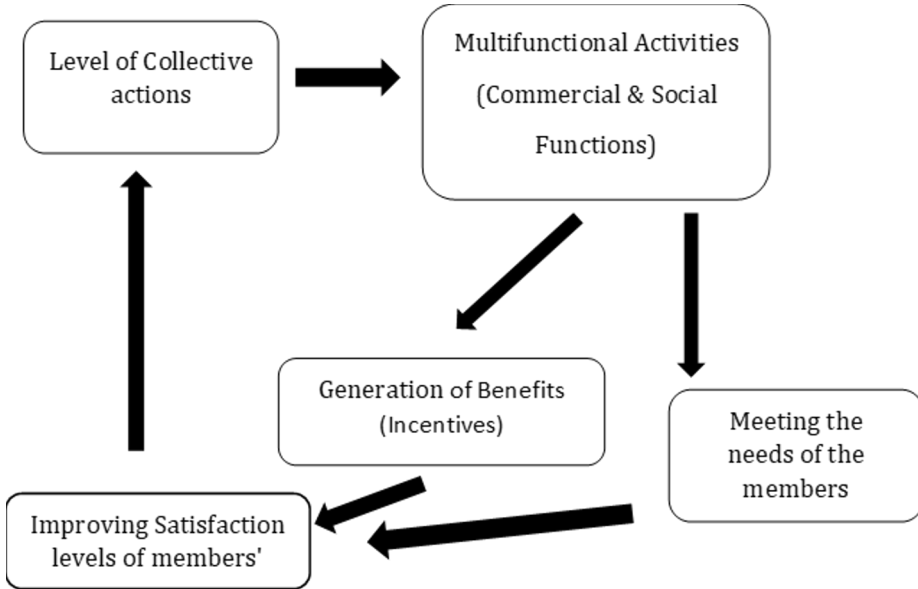 Level of Collective
actions
Multifunctional Activities
(Commercial & Social
Functions)
Generation of Benefits
(Incentives)
Meeting the
needs of the
members
Improving Satisfaction
levels of members'